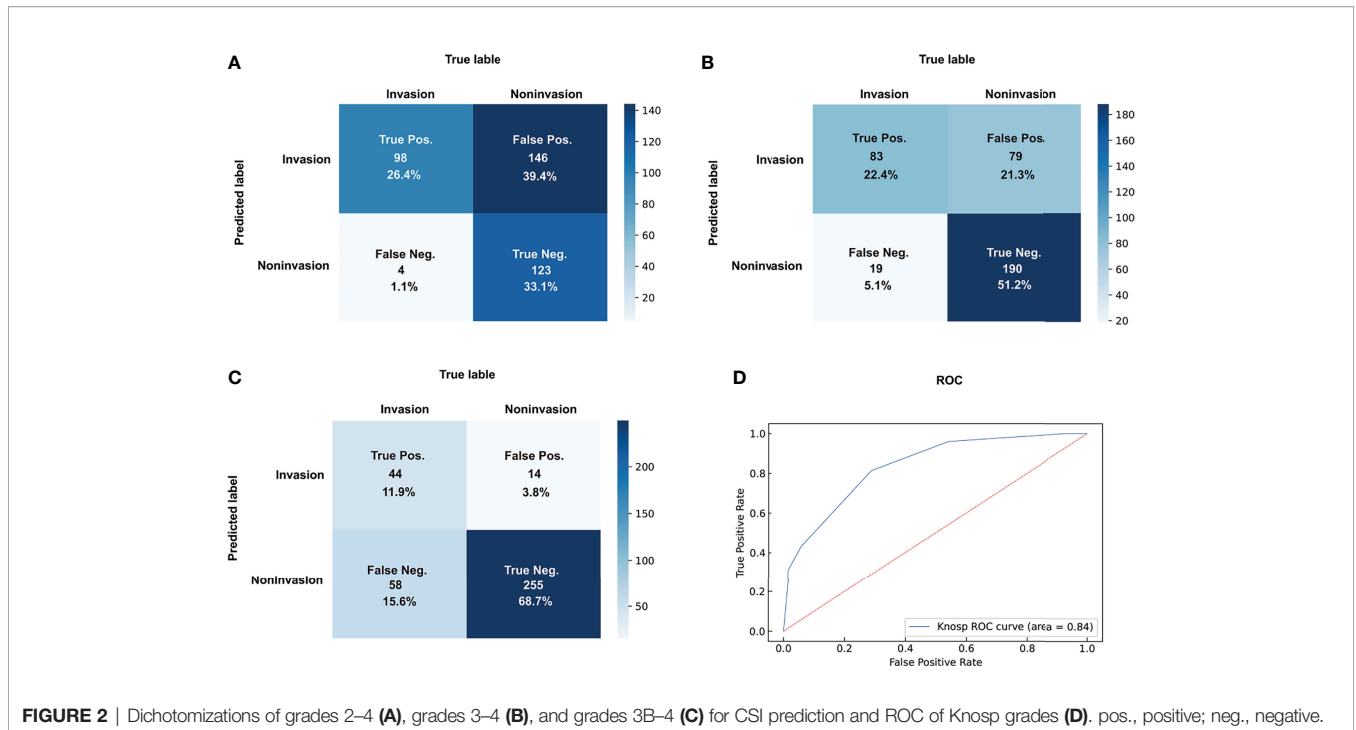 A
True lable
Invasion
Noninvasion
Predicted label
Invasion
True Pos.
98
26.4%
False Pos.
146
39.4%
Noninvasion
False Neg.
4
1.1%
True Neg.
123
33.1%
140
120
100
80
60
40
20
B
True lable
Invasion
Noninvasion
Predicted label
Invasion
True Pos.
83
22.4%
False Pos.
79
21.3%
Noninvasion
False Neg.
19
5.1%
True Neg.
190
51.2%
180
160
140
120
100
80
60
40
20
C
True lable
Invasion
Noninvasion
Predicted label
Invasion
True Pos.
44
11.9%
False Pos.
14
3.8%
Noninvasion
False Neg.
58
15.6%
True Neg.
255
68.7%
200
150
100
50
D
ROC
True Positive Rate
1.0
0.8
0.6
0.4
0.2
0.0
Knosp ROC curve (area = 0.84)
0.0 0.2 0.4 0.6 0.8 1.0
False Positive Rate
FIGURE 2 | Dichotomizations of grades 2–4 (A), grades 3–4 (B), and grades 3B–4 (C) for CSI prediction and ROC of Knosp grades (D). pos., positive; neg., negative.